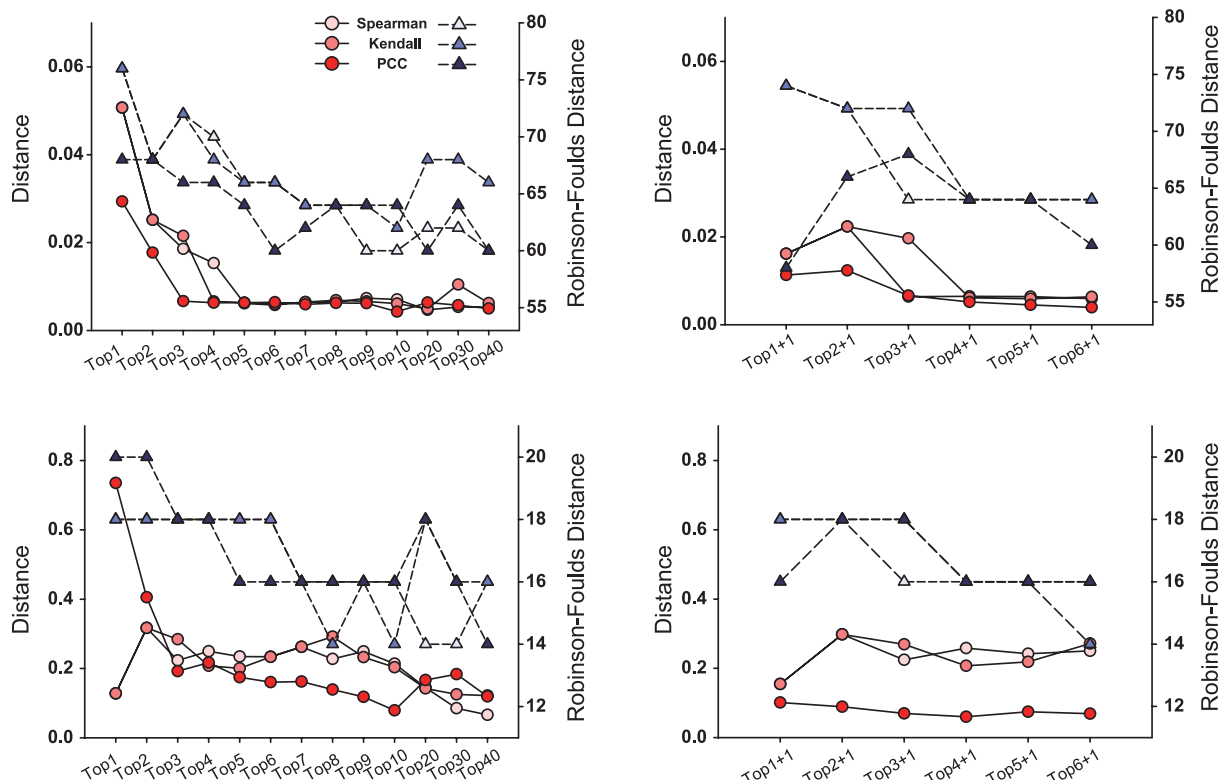 Spearman
Kendall
PCC
Distance
0.06
0.04
0.02
0.00
Robinson-Foulds Distance
80
75
70
65
60
55
Top1
Top2
Top3
Top4
Top5
Top6
Top7
Top8
Top9
Top10
Top20
Top30
Top40
Distance
0.06
0.04
0.02
0.00
Robinson-Foulds Distance
80
75
70
65
60
55
Top1+1
Top2+1
Top3+1
Top4+1
Top5+1
Top6+1
Distance
0.8
0.6
0.4
0.2
0.0
Robinson-Foulds Distance
20
18
16
14
12
Top1
Top2
Top3
Top4
Top5
Top6
Top7
Top8
Top9
Top10
Top20
Top30
Top40
Distance
0.8
0.6
0.4
0.2
0.0
Robinson-Foulds Distance
20
18
16
14
12
Top1+1
Top2+1
Top3+1
Top4+1
Top5+1
Top6+1